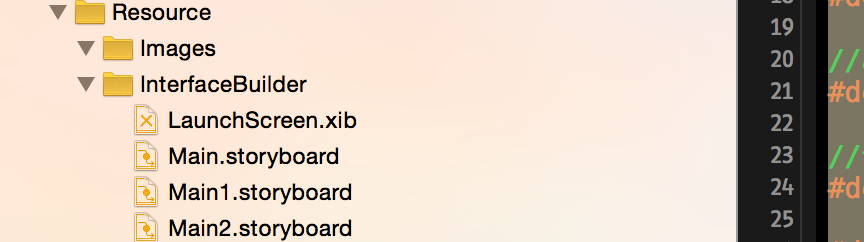 Resource
Images
InterfaceBuilder
LaunchScreen.xib
Main.storyboard
Main1.storyboard
Main2.storyboard
19
20 //
21 #d
22
23 //
24 #d
25